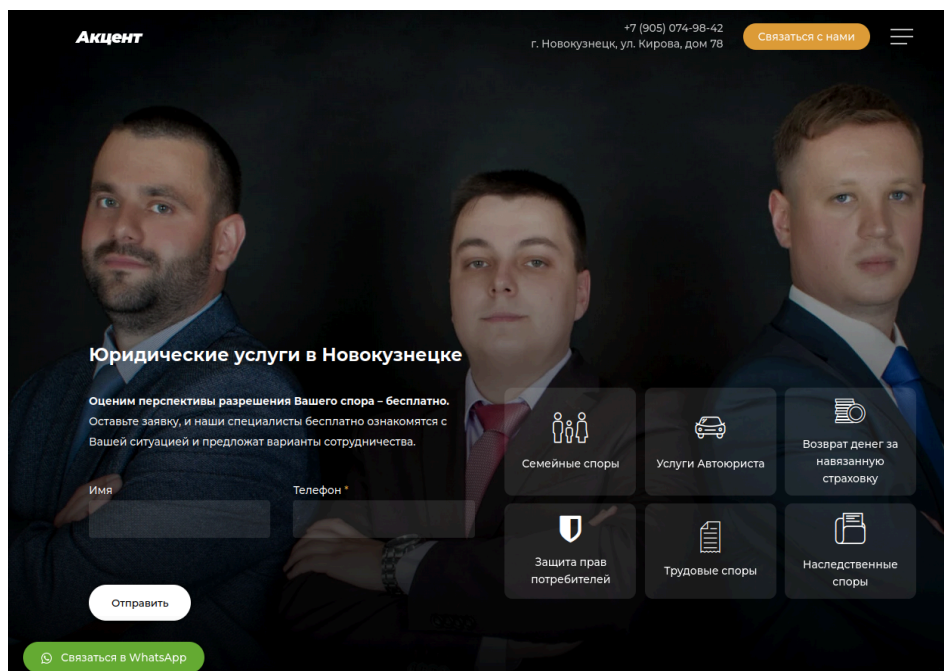 Акцент
+7 (905) 074-98-42
г. Новокузнецк, ул. Кирова, дом 78
Связаться с нами
Юридические услуги в Новокузнецке
Оценим перспективы разрешения Вашего спора – бесплатно.
Оставьте заявку, и наши специалисты бесплатно ознакомятся с
Вашей ситуацией и предложат варианты сотрудничества.
Имя
Телефон *
Отправить
Семейные споры
Услуги Автоюриста
Возврат денег за
навязанную
страховку
Защита прав
потребителей
Трудовые споры
Наследственные
споры
Связаться в WhatsApp